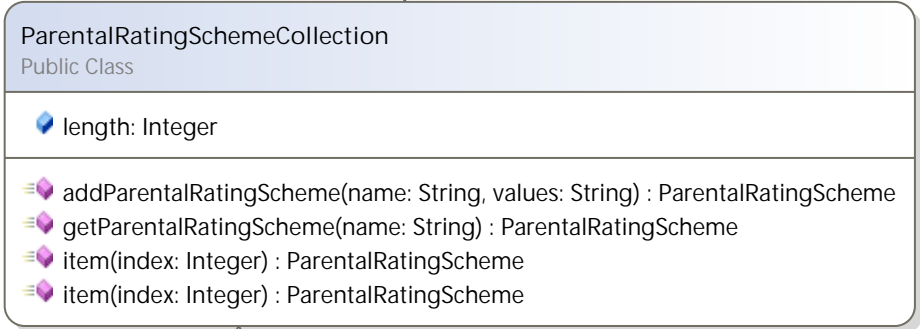 ParentalRatingSchemeCollection
Public Class
length: Integer
addParentalRatingScheme(name: String, values: String) : ParentalRatingScheme
getParentalRatingScheme(name: String) : ParentalRatingScheme
item(index: Integer) : ParentalRatingScheme
item(index: Integer) : ParentalRatingScheme